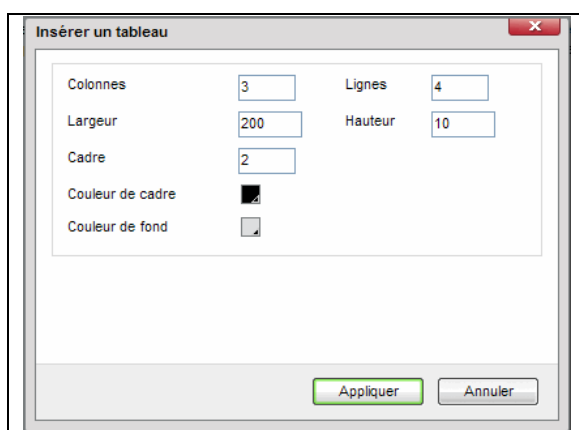 Insérer un tableau
Colonnes 3 Lignes 4
Largeur 200 Hauteur 10
Cadre 2
Couleur de cadre
Couleur de fond
Appliquer Annuler